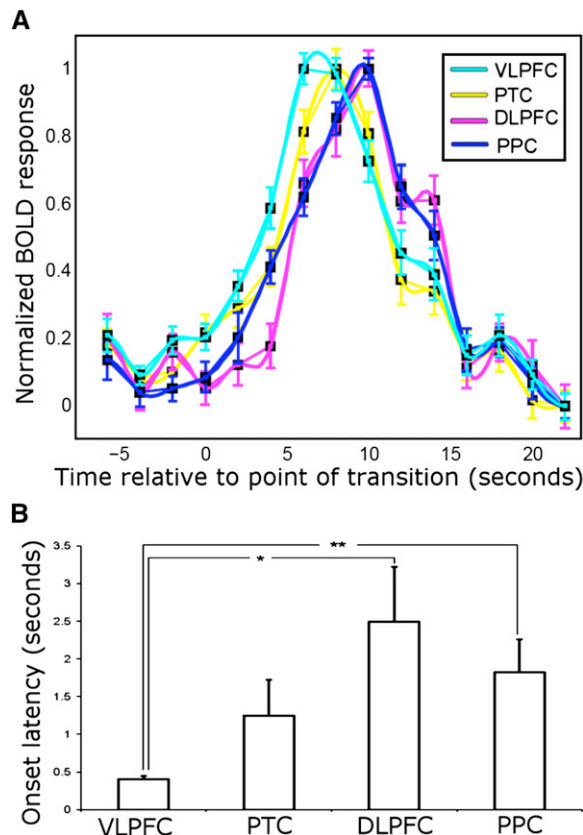 A
Normalized BOLD response
1
0.8
0.6
0.4
0.2
0
VLPFC
PTC
DLPFC
PPC
−5 0 5 10 15 20
Time relative to point of transition (seconds)
B
Onset latency (seconds)
3.5
3
2.5
2
1.5
1
0.5
0
**
*
VLPFC PTC DLPFC PPC